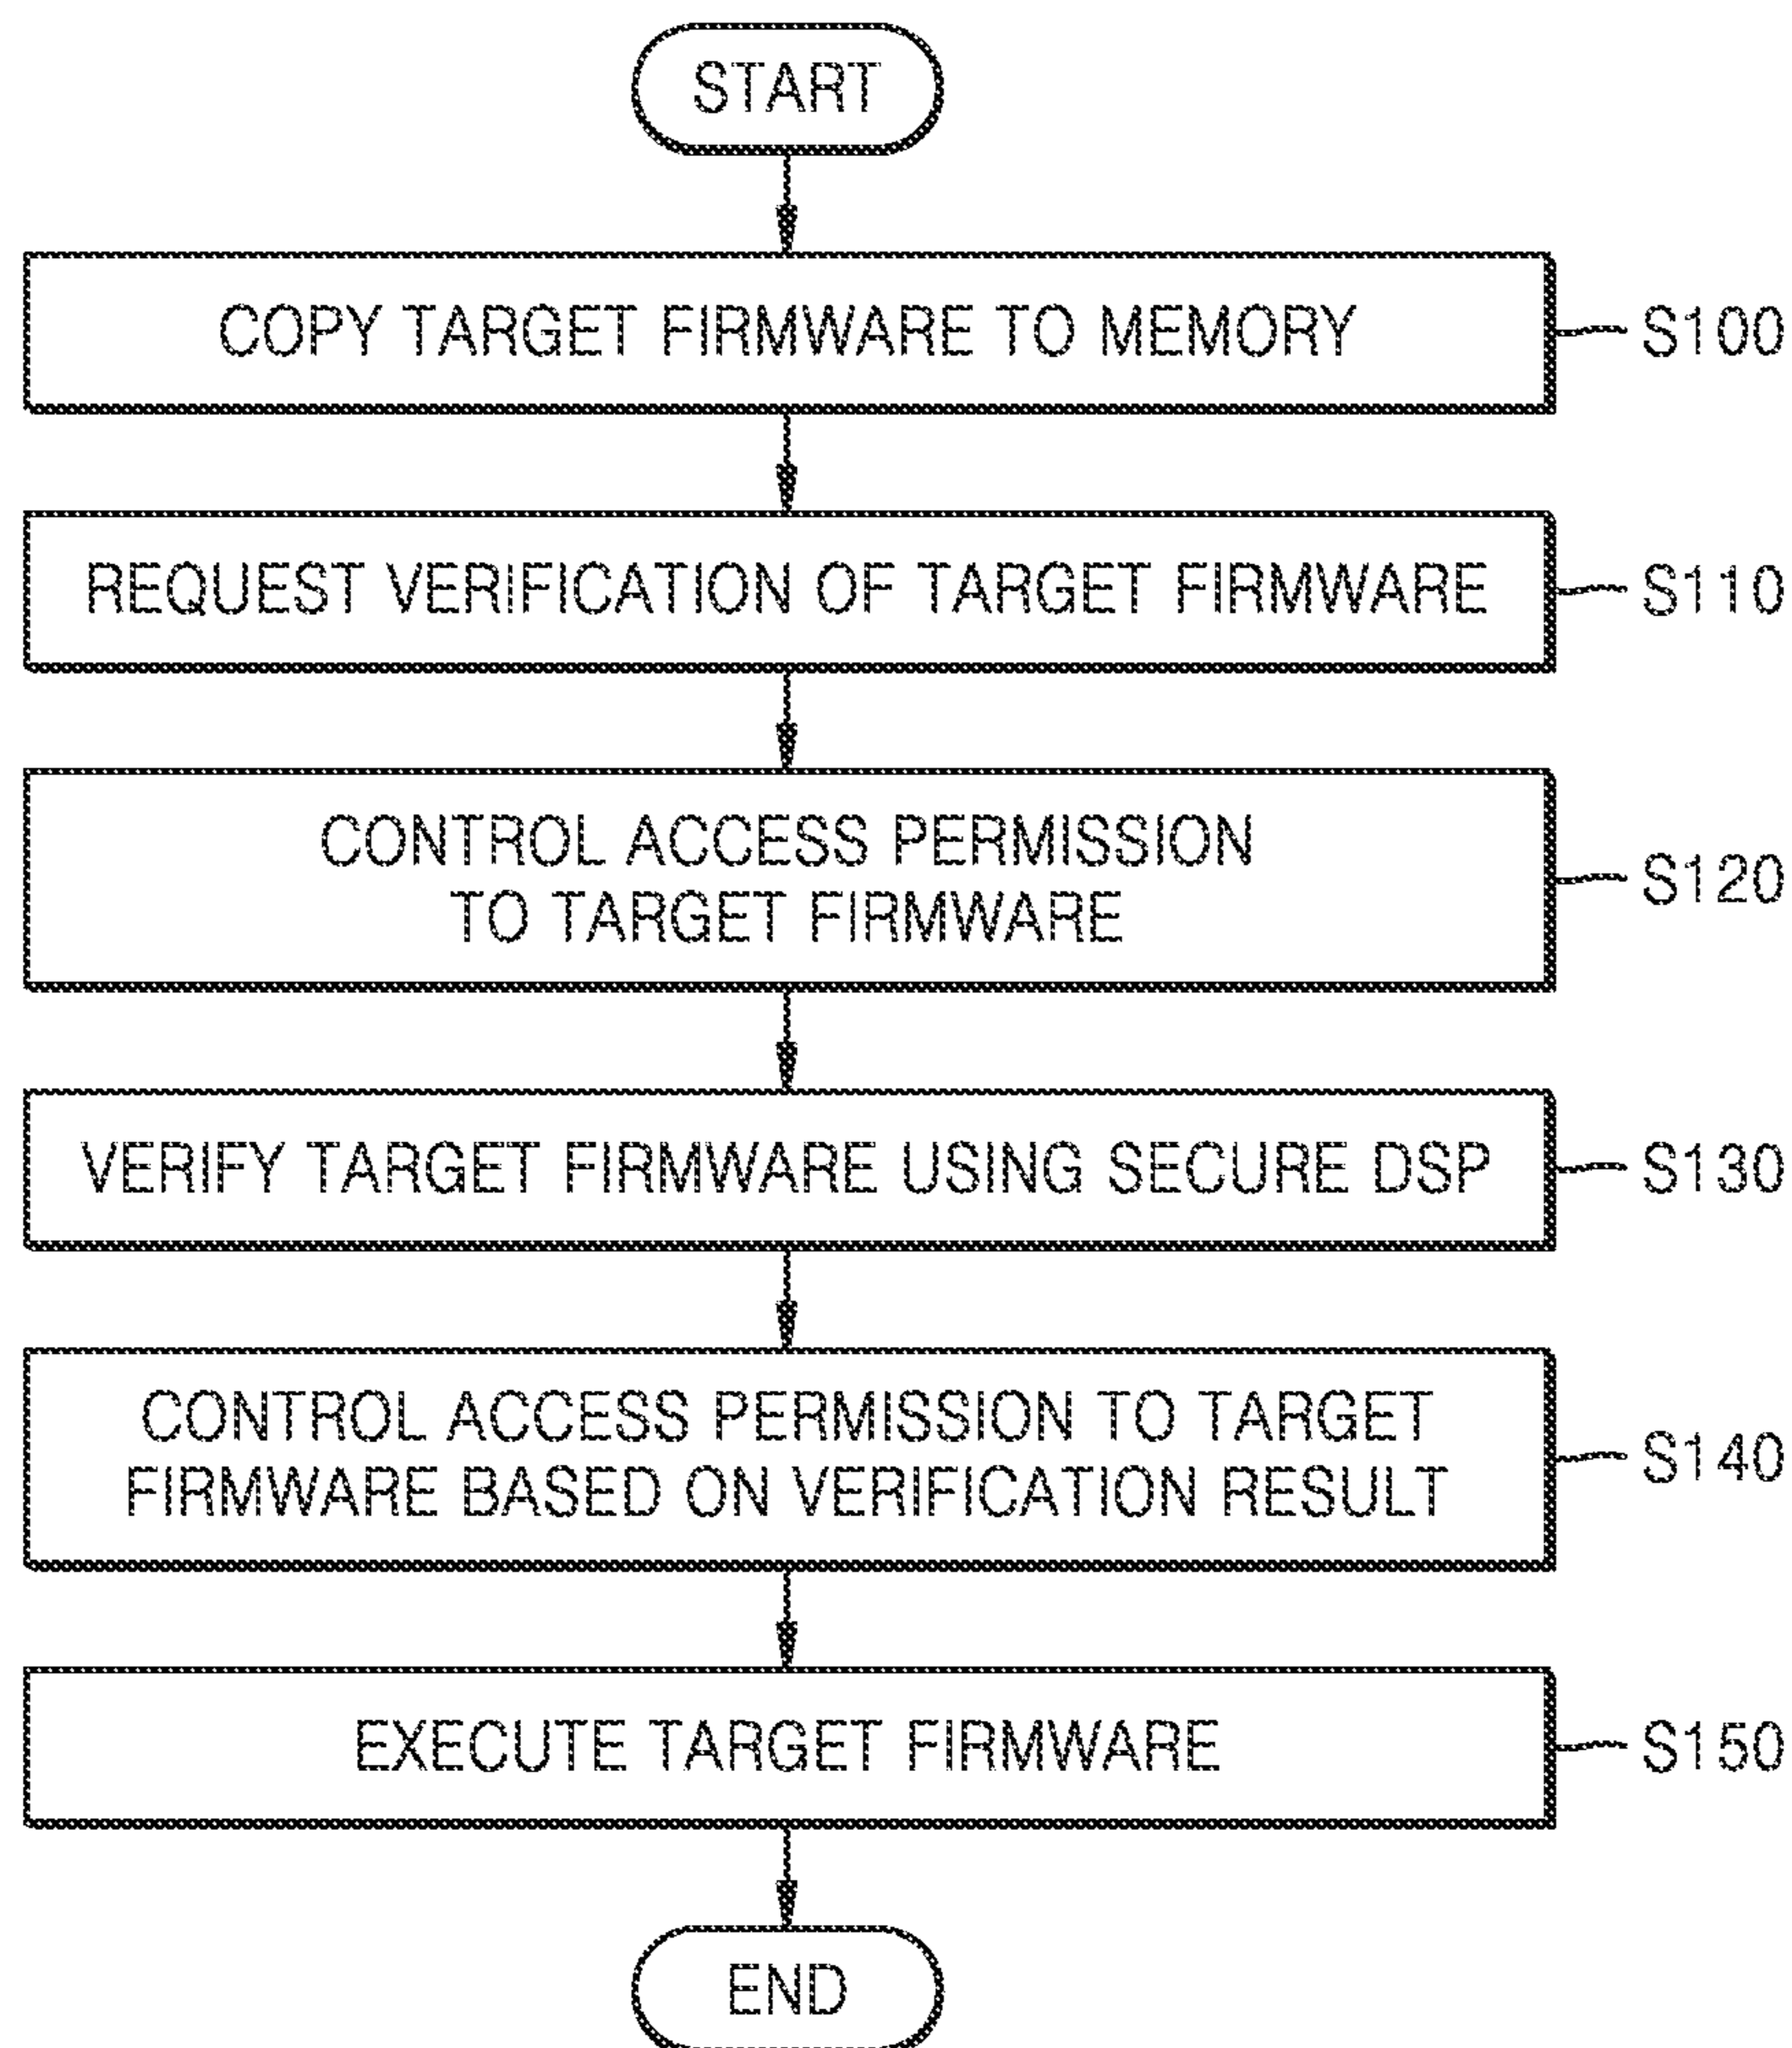 START
COPY TARGET FIRMWARE TO MEMORY
S100
REQUEST VERIFICATION OF TARGET FIRMWARE
S110
CONTROL ACCESS PERMISSION
TO TARGET FIRMWARE
S120
VERIFY TARGET FIRMWARE USING SECURE DSP
S130
CONTROL ACCESS PERMISSION TO TARGET
FIRMWARE BASED ON VERIFICATION RESULT
S140
EXECUTE TARGET FIRMWARE
S150
END